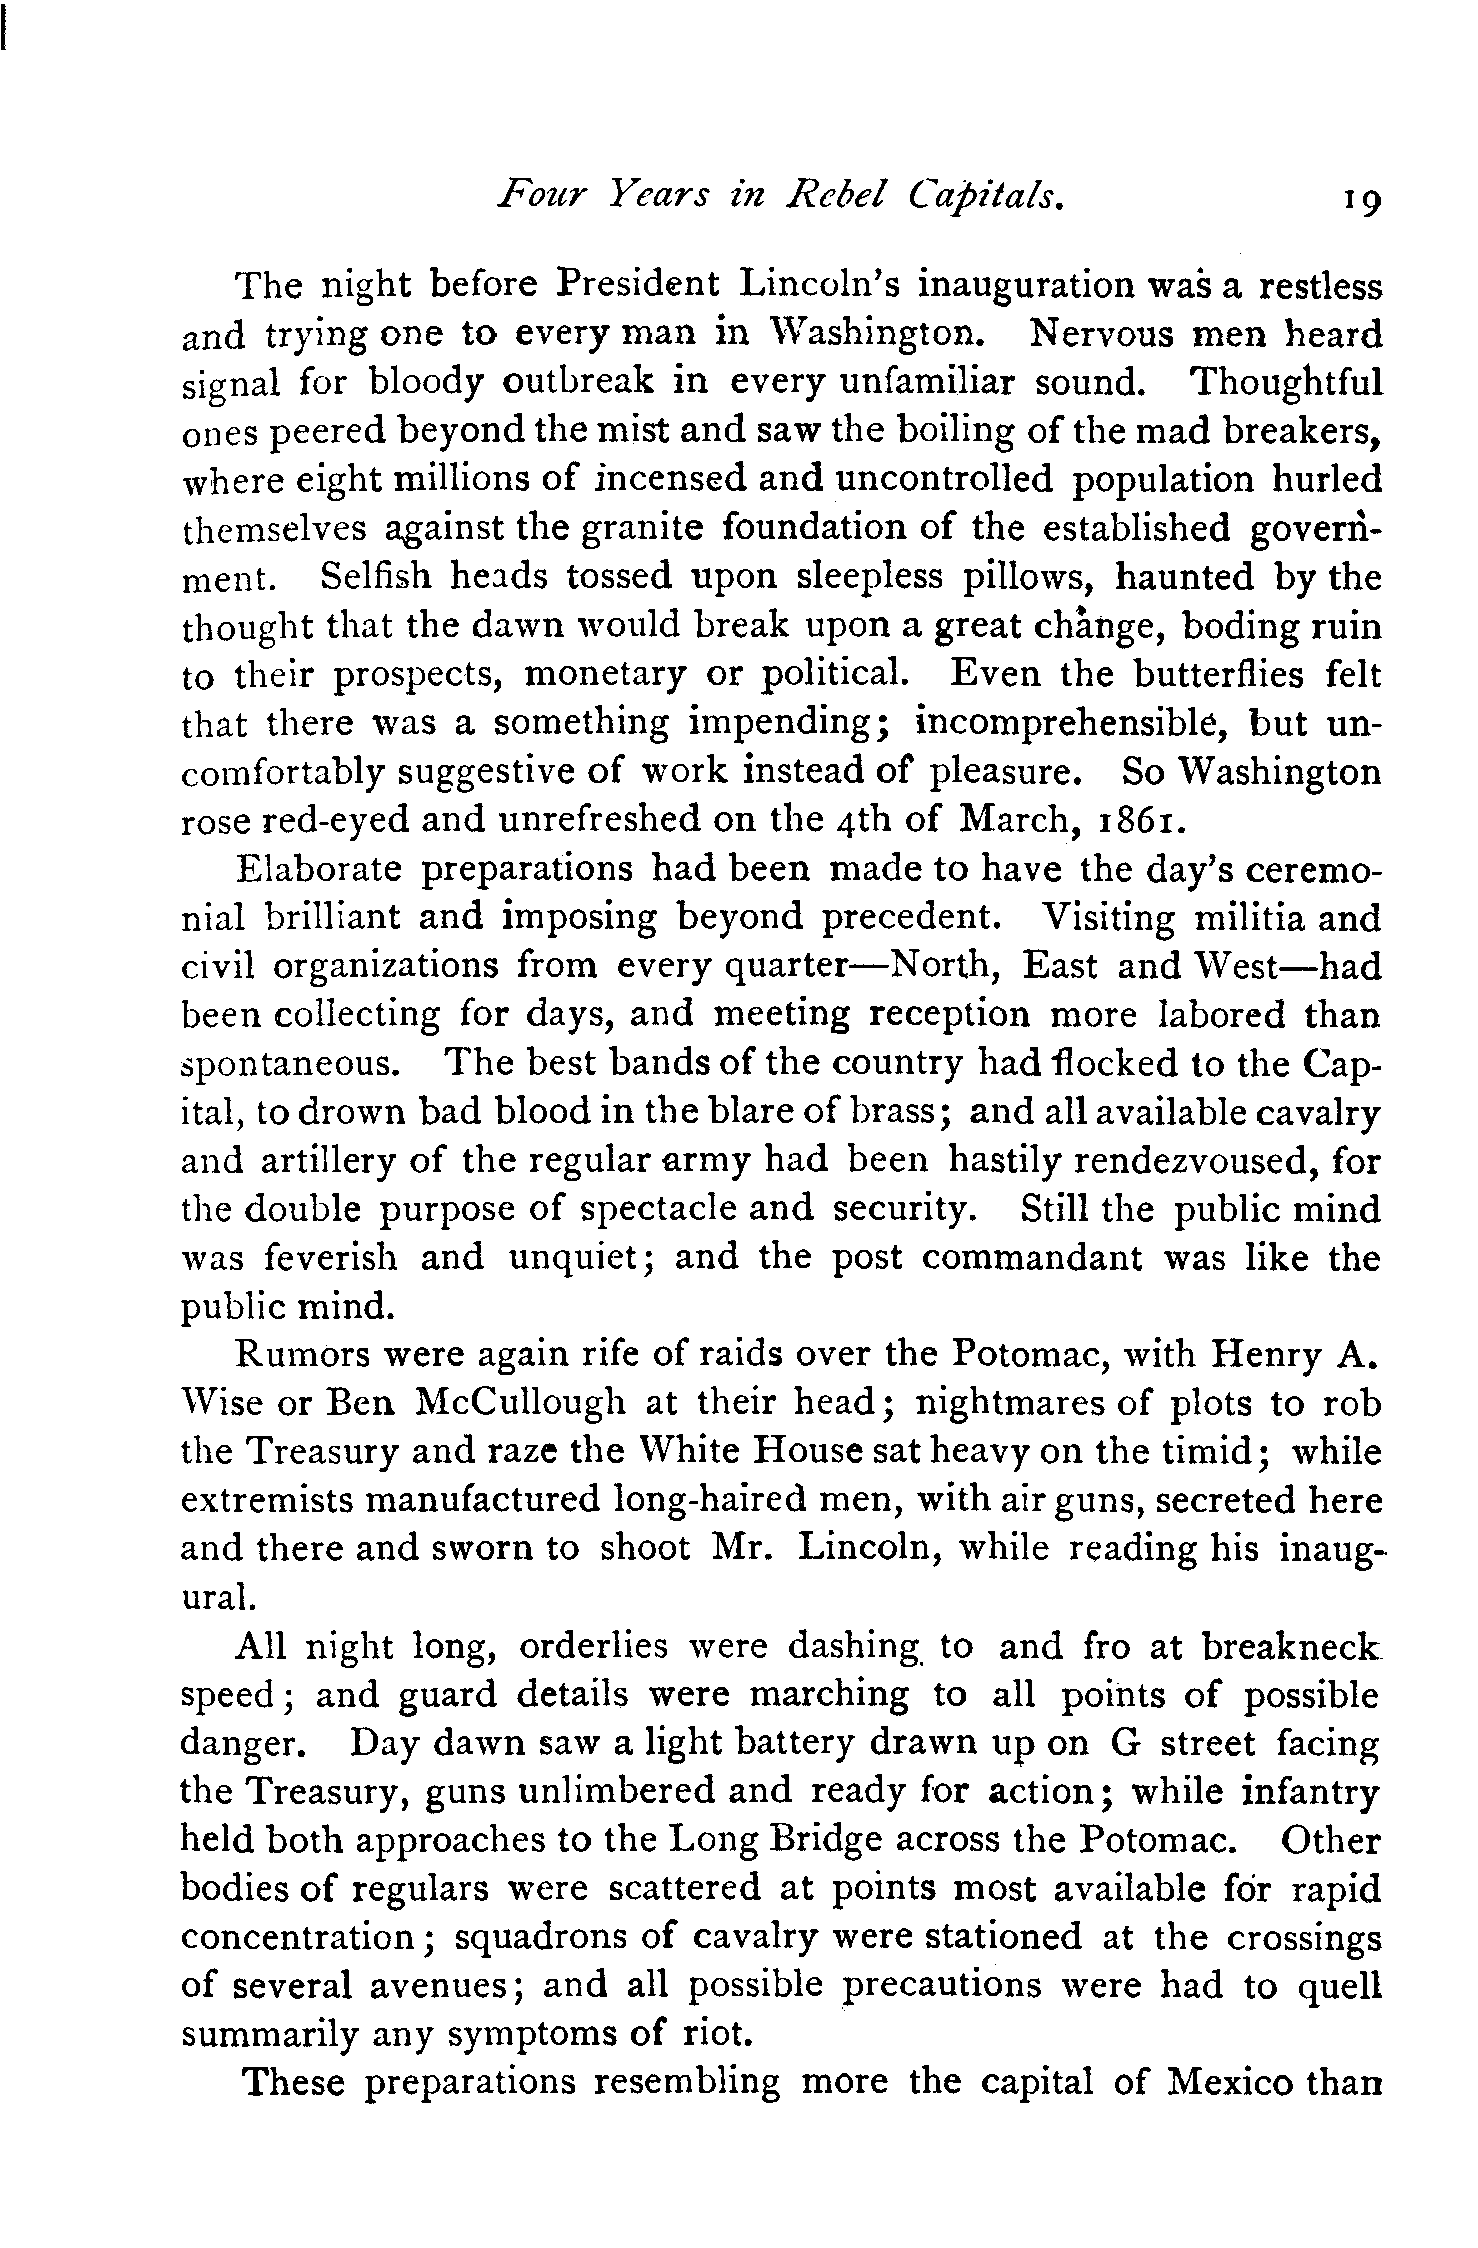 Four Years in Rebel Capitals. 19
The night before President Lincoln's inauguration was a restless
and trying one to every man in Washington. Nervous men heard
signal for bloody outbreak in every unfamiliar sound. Thoughtful
ones peered beyond the mist and saw the boiling of the mad breakers,
where eight millions of incensed and uncontrolled population hurled
themselves against the granite foundation of the established govern-
ment. Selfish heads tossed upon sleepless pillows, haunted by the
thought that the dawn would break upon a great change, boding ruin
to their prospects, monetary or political. Even the butterflies felt
that there was a something impending; incomprehensible, but un-
comfortably suggestive of work instead of pleasure. So Washington
rose red-eyed and unrefreshed on the 4th of March, 1861.
Elaborate preparations had been made to have the day's ceremo-
nial brilliant and imposing beyond precedent. Visiting militia and
civil organizations from every quarter—North, East and West—had
been collecting for days, and meeting reception more labored than
spontaneous. The best bands of the country had flocked to the Cap-
ital, to drown bad blood in the blare of brass; and all available cavalry
and artillery of the regular army had been hastily rendezvoused, for
the double purpose of spectacle and security. Still the public mind
was feverish and unquiet; and the post commandant was like the
public mind.
Rumors were again rife of raids over the Potomac, with Henry A.
Wise or Ben McCullough at their head; nightmares of plots to rob
the Treasury and raze the White House sat heavy on the timid; while
extremists manufactured long-haired men, with air guns, secreted here
and there and sworn to shoot Mr. Lincoln, while reading his inaug-
ural.
All night long, orderlies were dashing to and fro at breakneck
speed; and guard details were marching to all points of possible
danger. Day dawn saw a light battery drawn up on G street facing
the Treasury, guns unlimbered and ready for action; while infantry
held both approaches to the Long Bridge across the Potomac. Other
bodies of regulars were scattered at points most available for rapid
concentration; squadrons of cavalry were stationed at the crossings
of several avenues; and all possible precautions were had to quell
summarily any symptoms of riot.
These preparations resembling more the capital of Mexico than